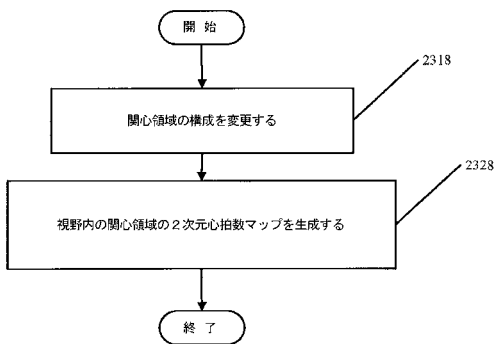 開 始
2318
関心領域の構成を変更する
2328
視野内の関心領域の2次元心拍数マップを生成する
終 了